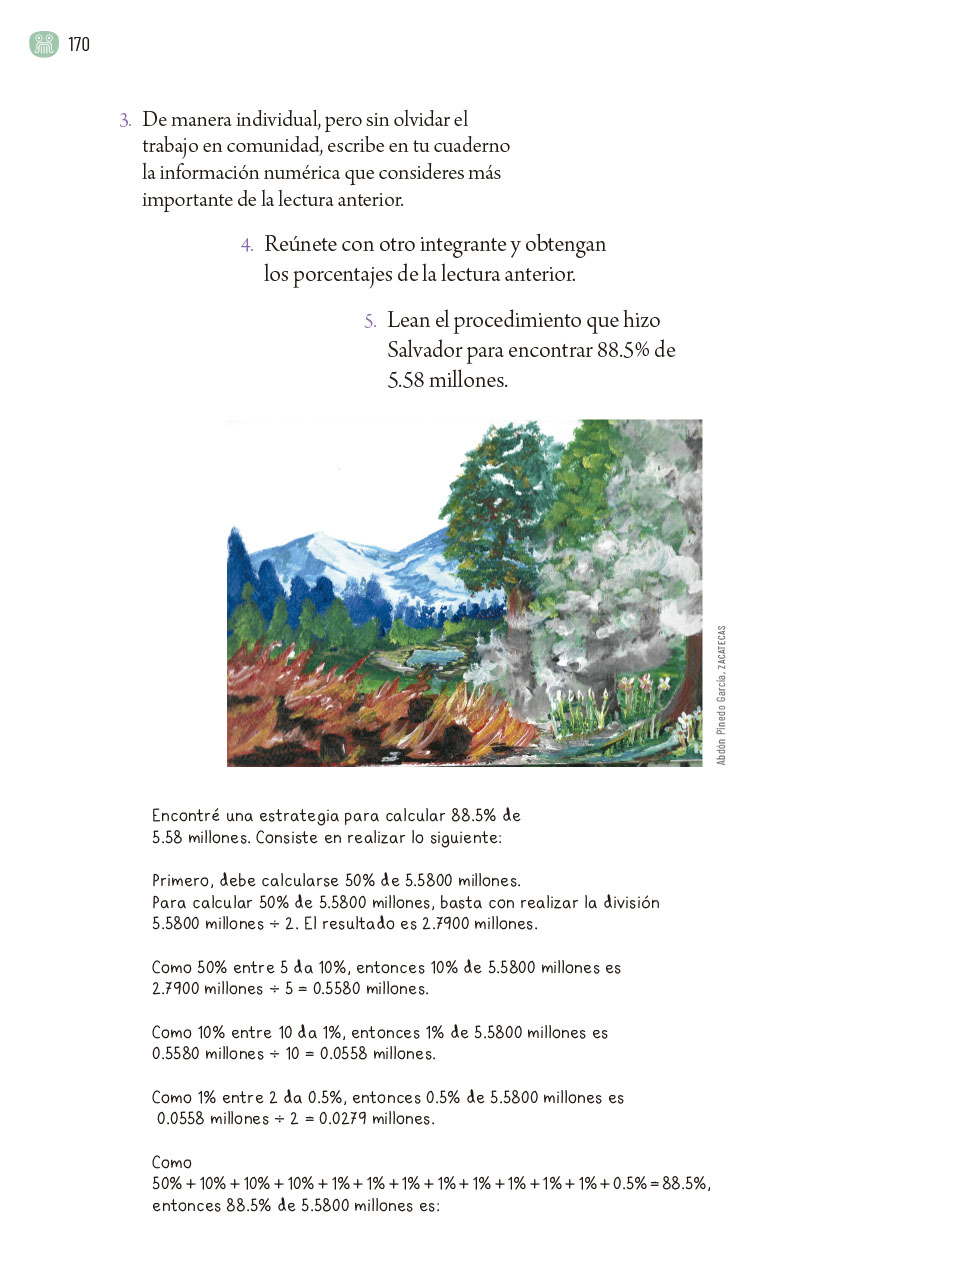 170
3. De manera individual, pero sin olvidar el
trabajo en comunidad, escribe en tu cuaderno
la información numérica que consideres más
importante de la lectura anterior.
4. Reúnete con otro integrante y obtengan
los porcentajes de la lectura anterior.
5. Lean el procedimiento que hizo
Salvador para encontrar 88.5% de
5.58 millones.
Abdón Pinedo García, ZACATECAS
Encontré una estrategia para calcular 88.5% de
5.58 millones. Consiste en realizar lo siguiente:
Primero, debe calcularse 50% de 5.5800 millones.
Para calcular 50% de 5.5800 millones, basta con realizar la división
5.5800 millones ÷ 2. El resultado es 2.7900 millones.
Como 50% entre 5 da 10%, entonces 10% de 5.5800 millones es
2.7900 millones ÷ 5 = 0.5580 millones.
Como 10% entre 10 da 1%, entonces 1% de 5.5800 millones es
0.5580 millones ÷ 10 = 0.0558 millones.
Como 1% entre 2 da 0.5%, entonces 0.5% de 5.5800 millones es
0.0558 millones ÷ 2 = 0.0279 millones.
Como
50% + 10% + 10% + 10% + 1% + 1% + 1% + 1% + 1% + 1% + 1% + 1% + 0.5% = 88.5%,
entonces 88.5% de 5.5800 millones es: